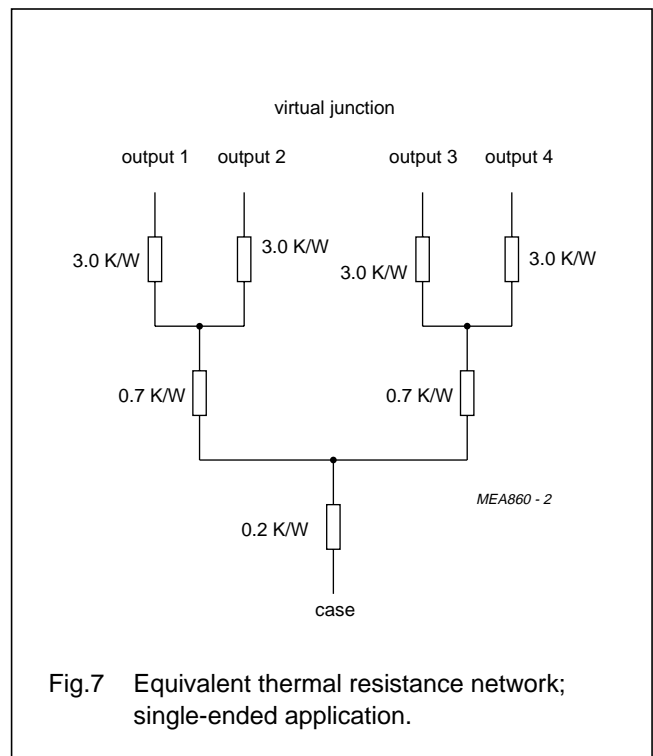 virtual junction
output 1 output 2 output 3 output 4
3.0 K/W 3.0 K/W 3.0 K/W 3.0 K/W
0.7 K/W 0.7 K/W
MEA860 - 2
0.2 K/W
case
Fig.7 Equivalent thermal resistance network;
single-ended application.